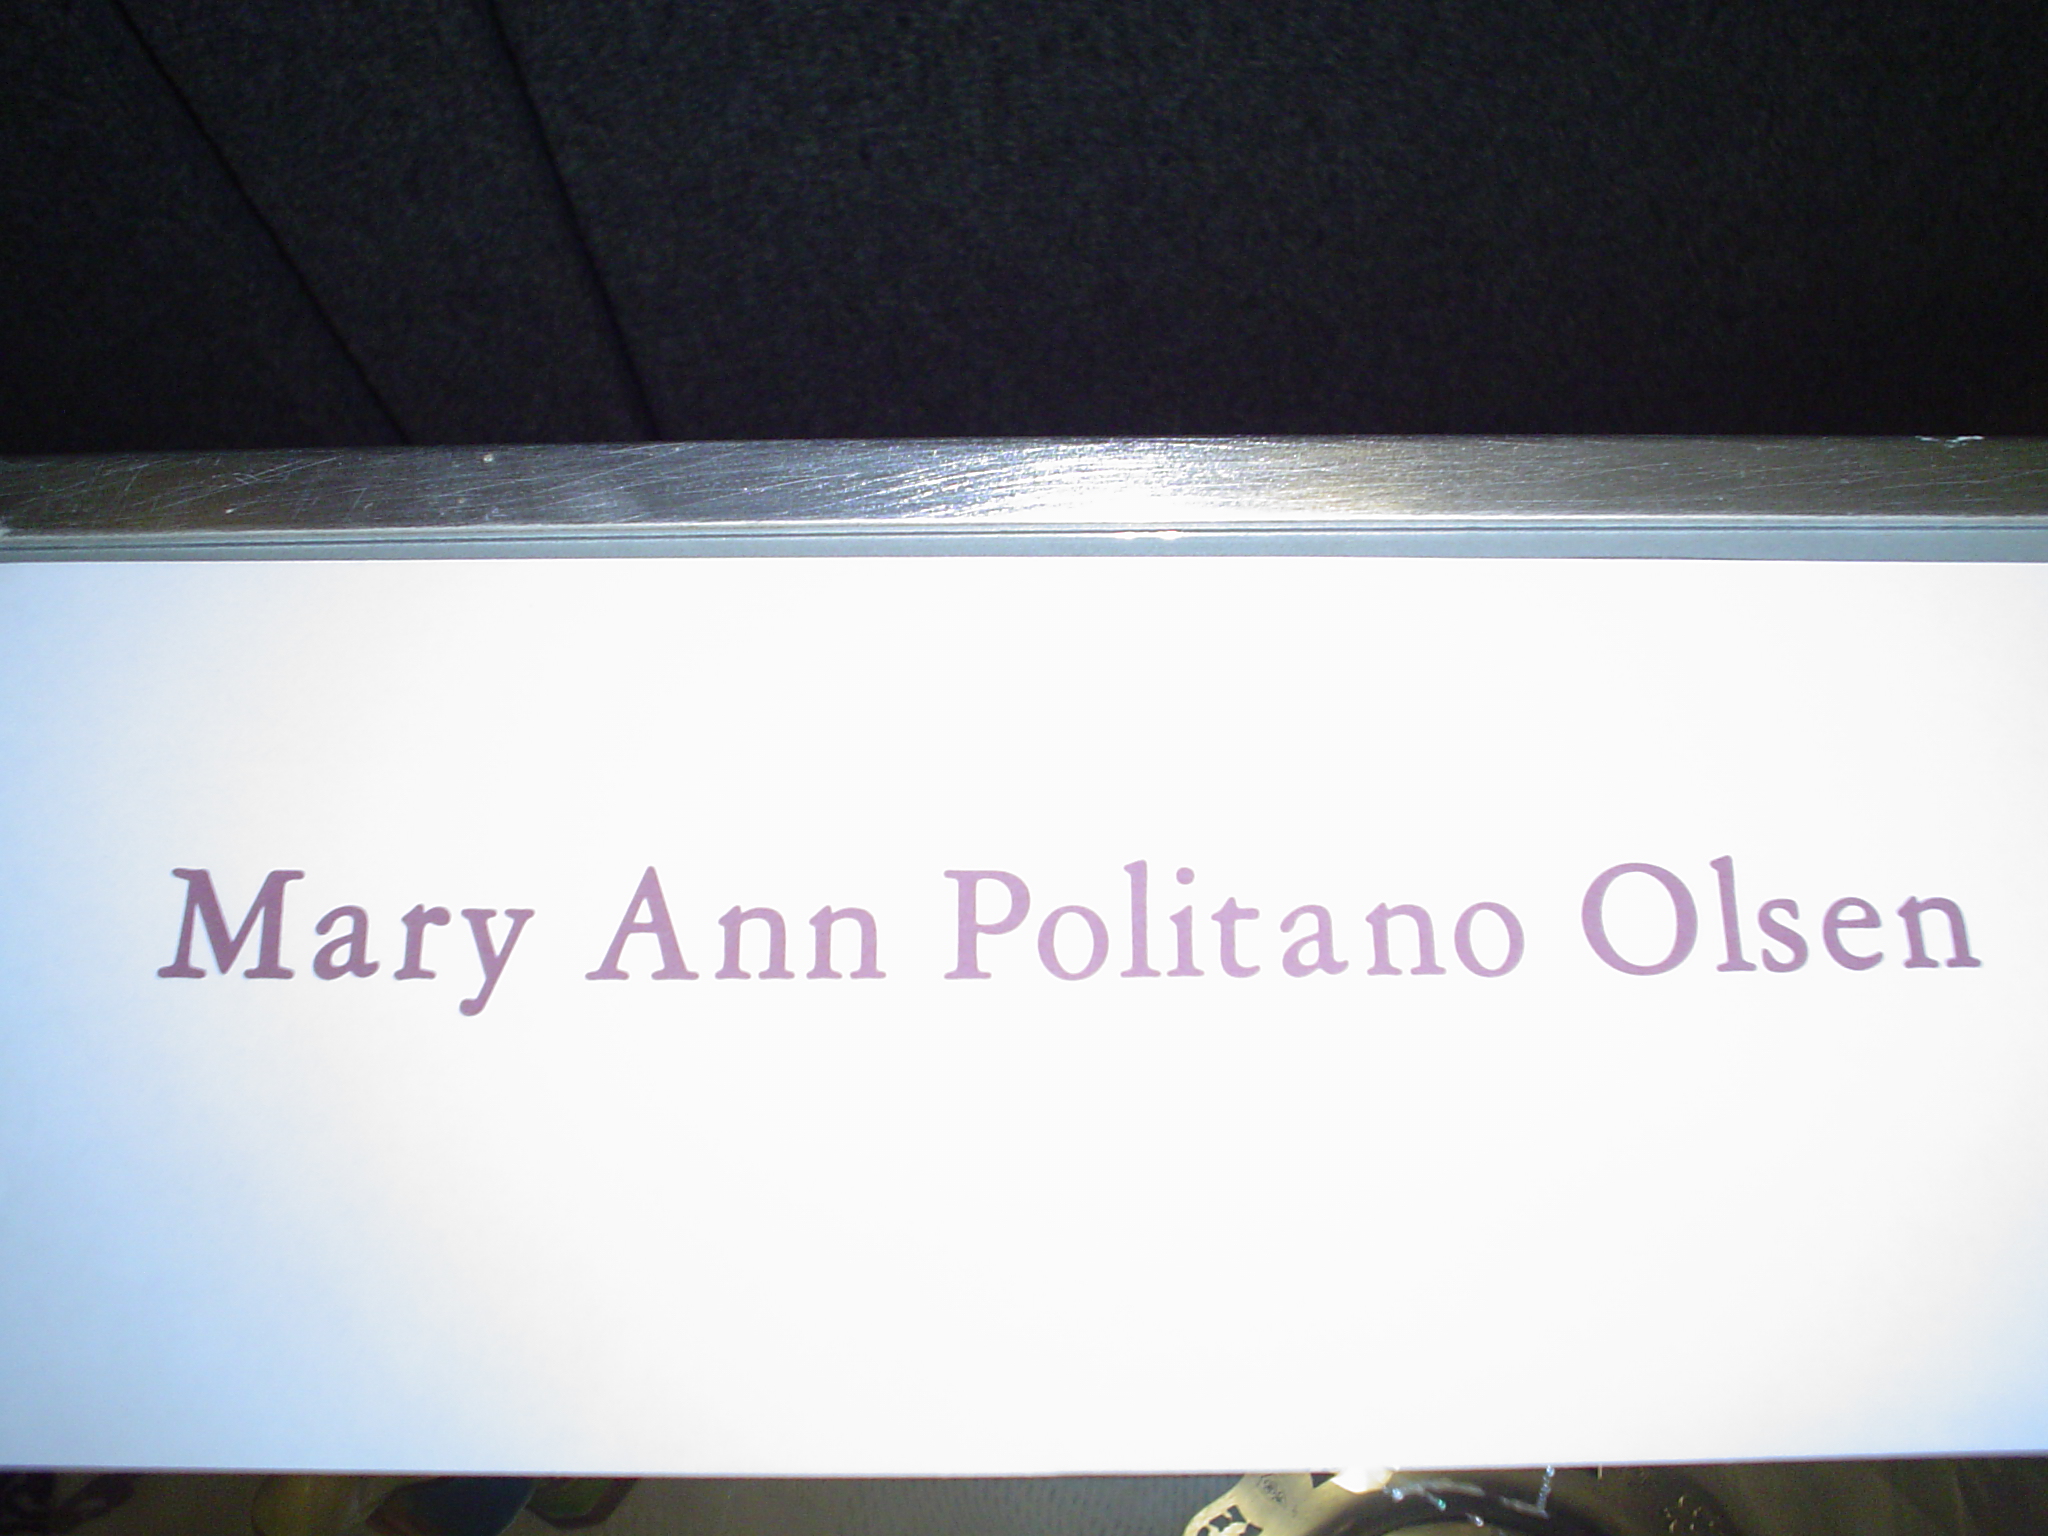 Mary Ann Politano Olsen